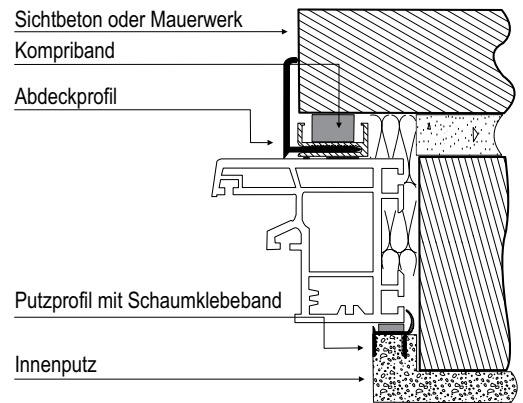 Sichtbeton oder Mauerwerk
Kompriband
Abdeckprofil
Putzprofil mit Schaumklebeband
Innenputz